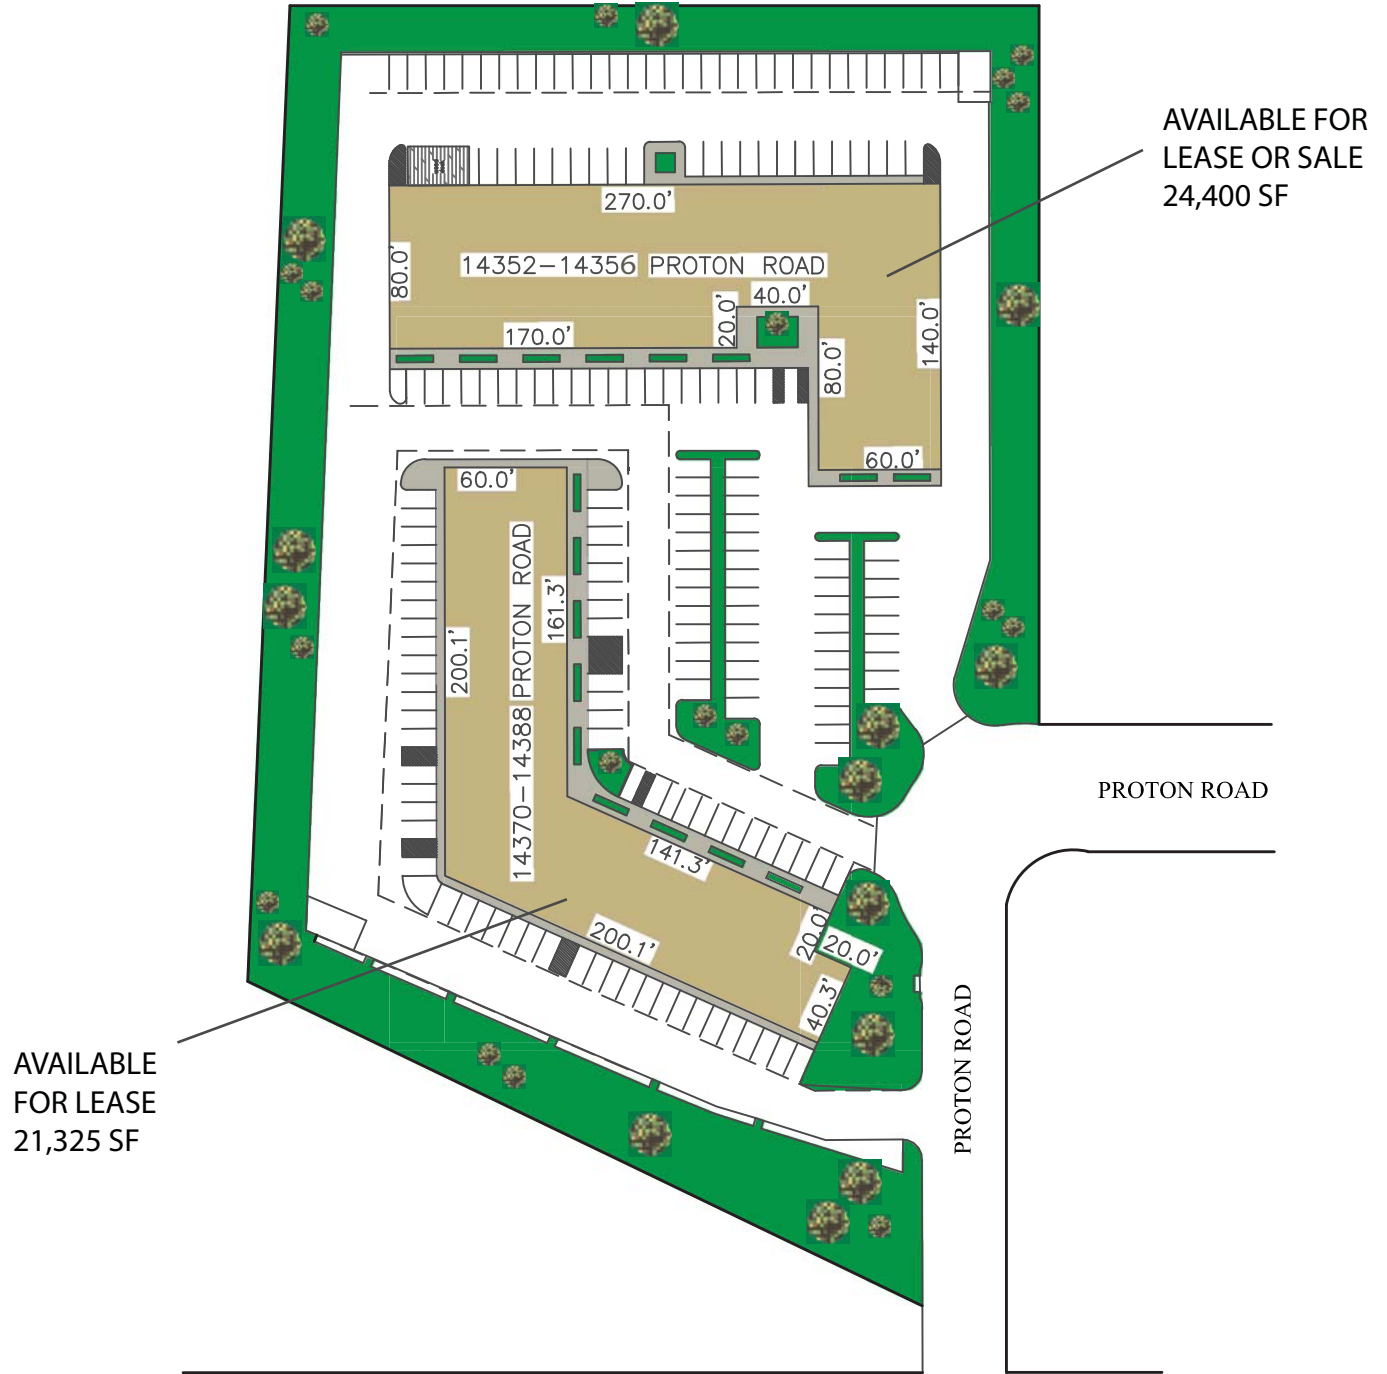 AVAILABLE FOR
LEASE OR SALE
24,400 SF
270.0'
80.0'
14352-14356 PROTON ROAD
40.0'
20.0'
170.0'
140.0'
80.0'
60.0'
60.0'
14370-14388 PROTON ROAD
161.3'
200.1'
141.3'
200.1'
20.0'
20.0'
40.3'
PROTON ROAD
PROTON ROAD
AVAILABLE
FOR LEASE
21,325 SF